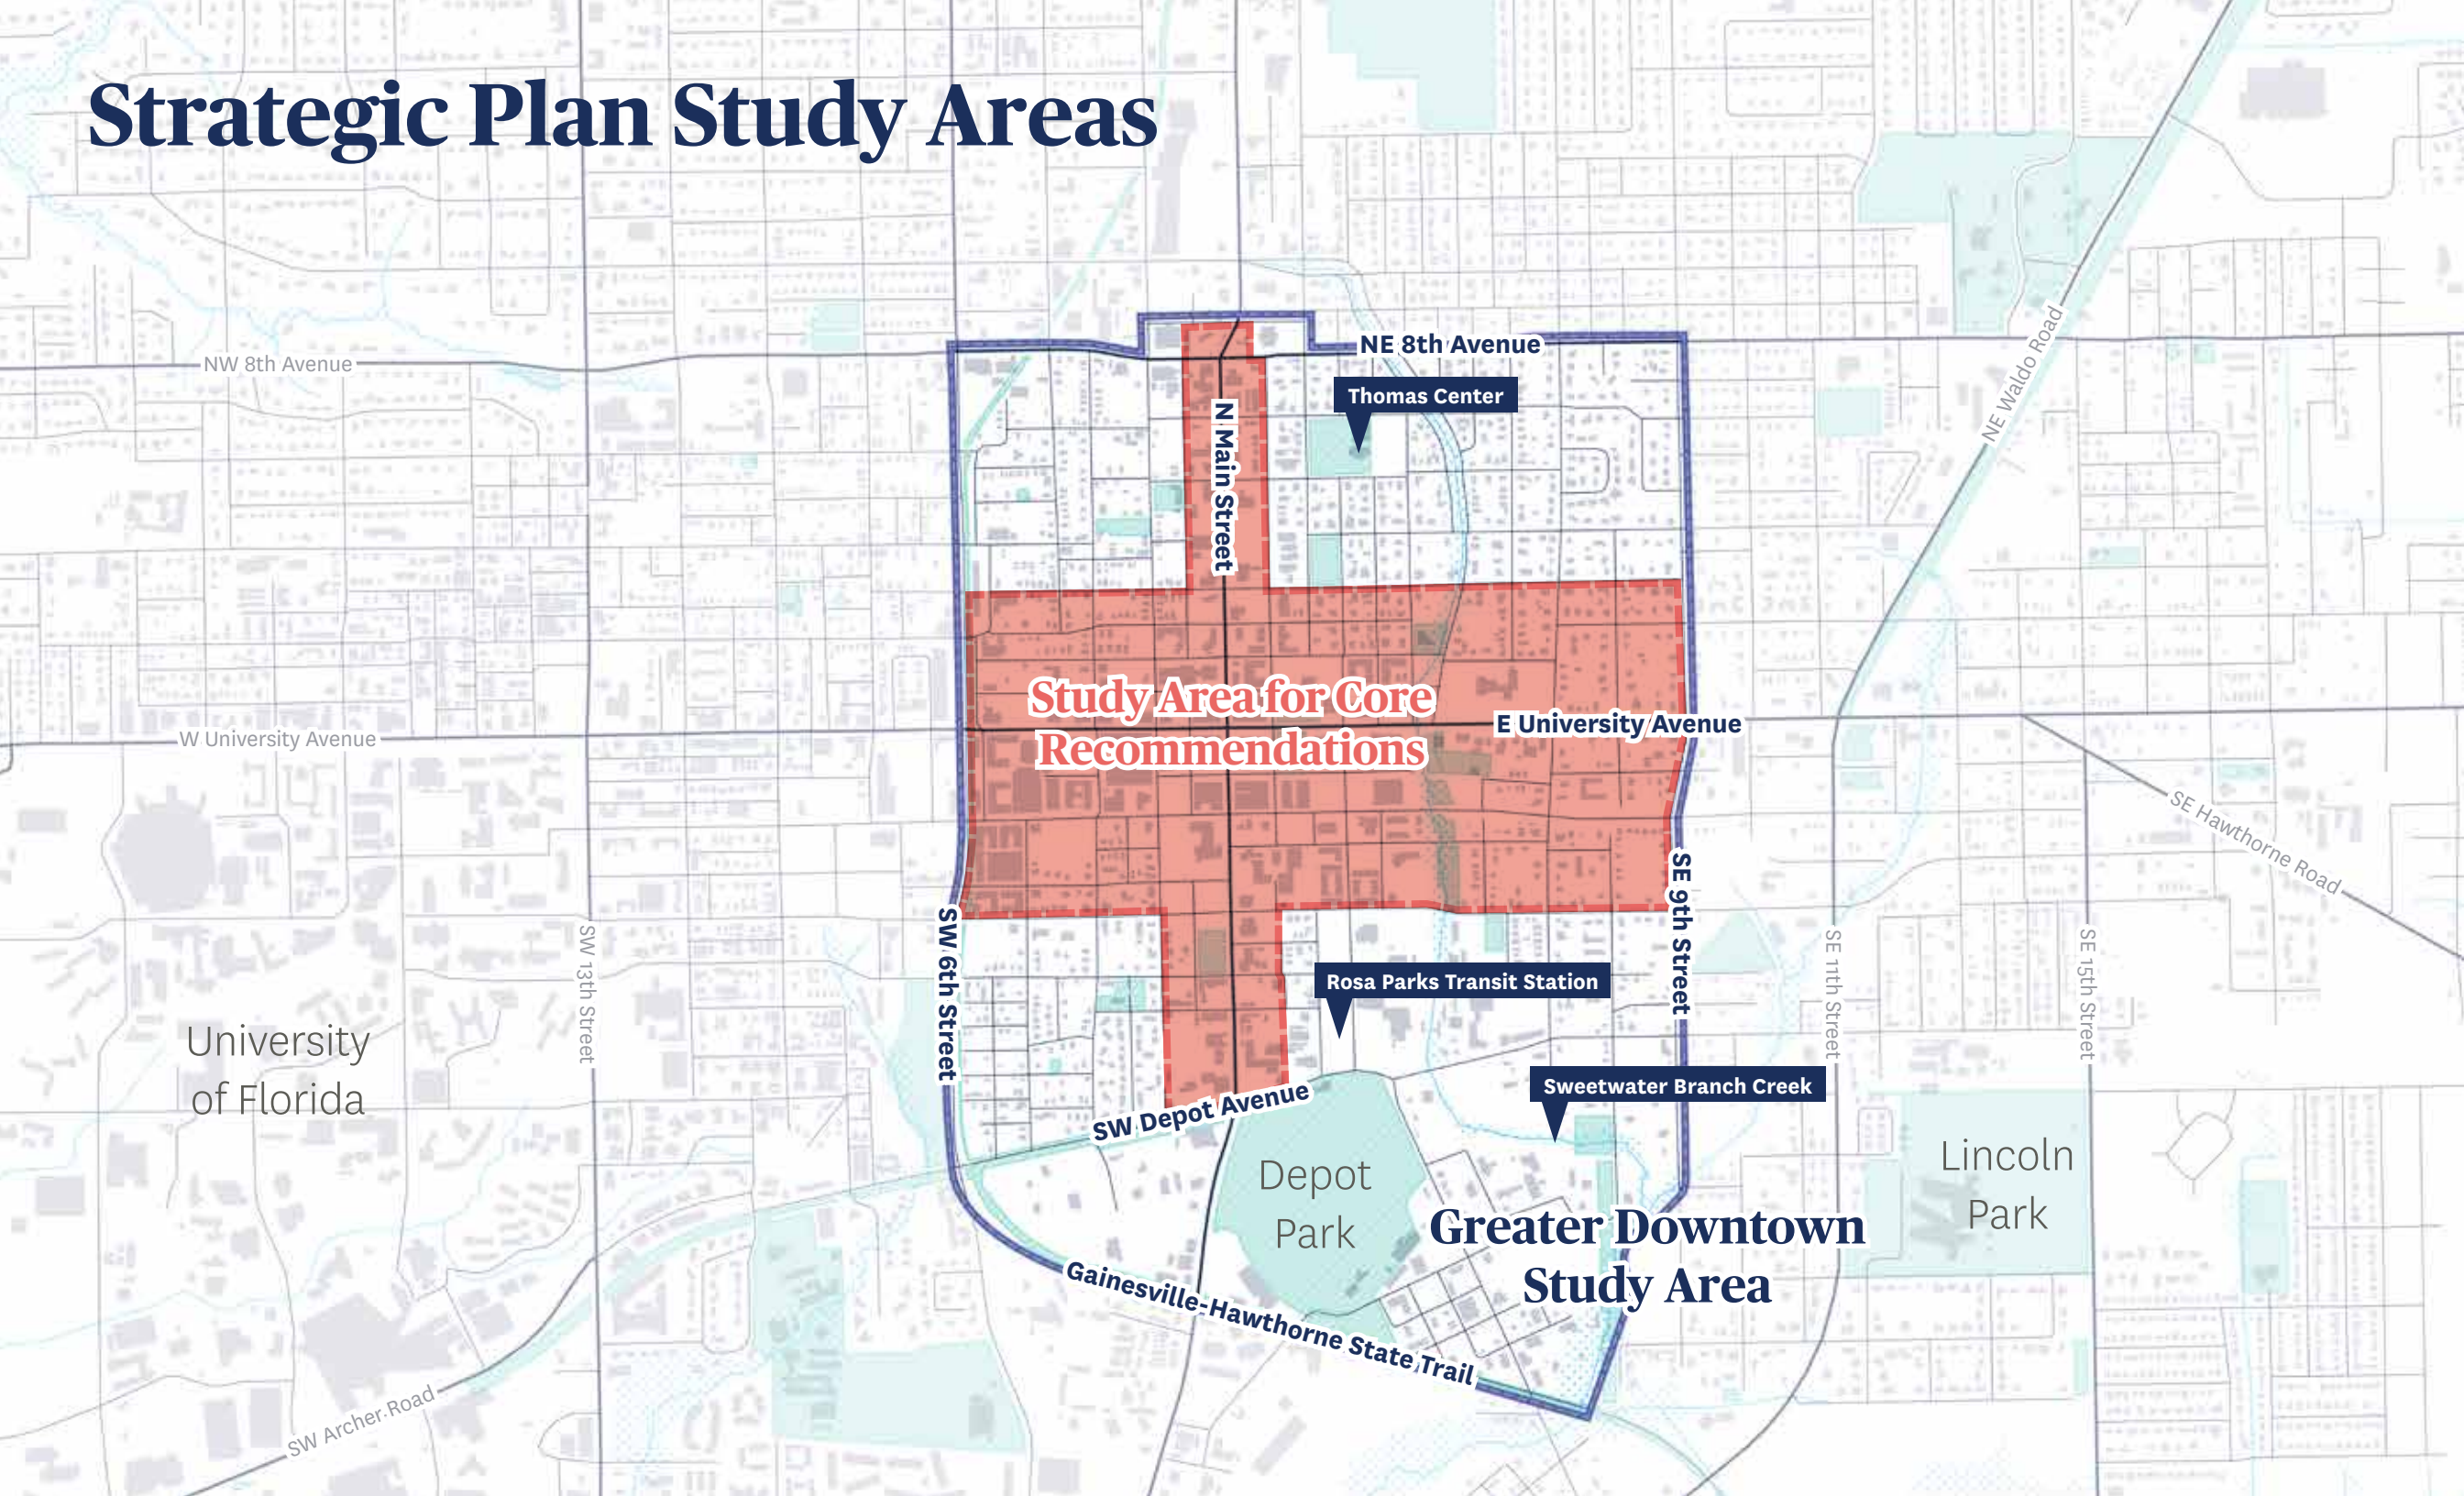 Strategic Plan Study Areas
NW 8th Avenue
NE 8th Avenue
NE Waldo Road
Thomas Center
N Main Street
Study Area for Core
Recommendations
W University Avenue
E University Avenue
SE Hawthorne Road
SW 13th Street
SW 6th Street
SE 9th Street
SE 11th Street
SE 15th Street
Rosa Parks Transit Station
University
of Florida
SW Depot Avenue
Sweetwater Branch Creek
Depot
Park
Lincoln
Park
Greater Downtown
Study Area
Gainesville-Hawthorne State Trail
SW Archer Road